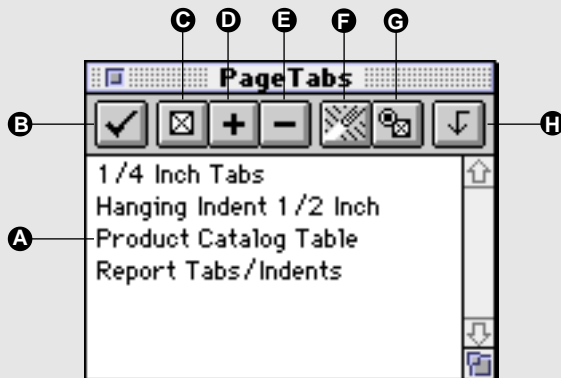 C D E F G
PageTabs
B H
1/4 Inch Tabs
Hanging Indent 1/2 Inch
A Product Catalog Table
Report Tabs/Indents